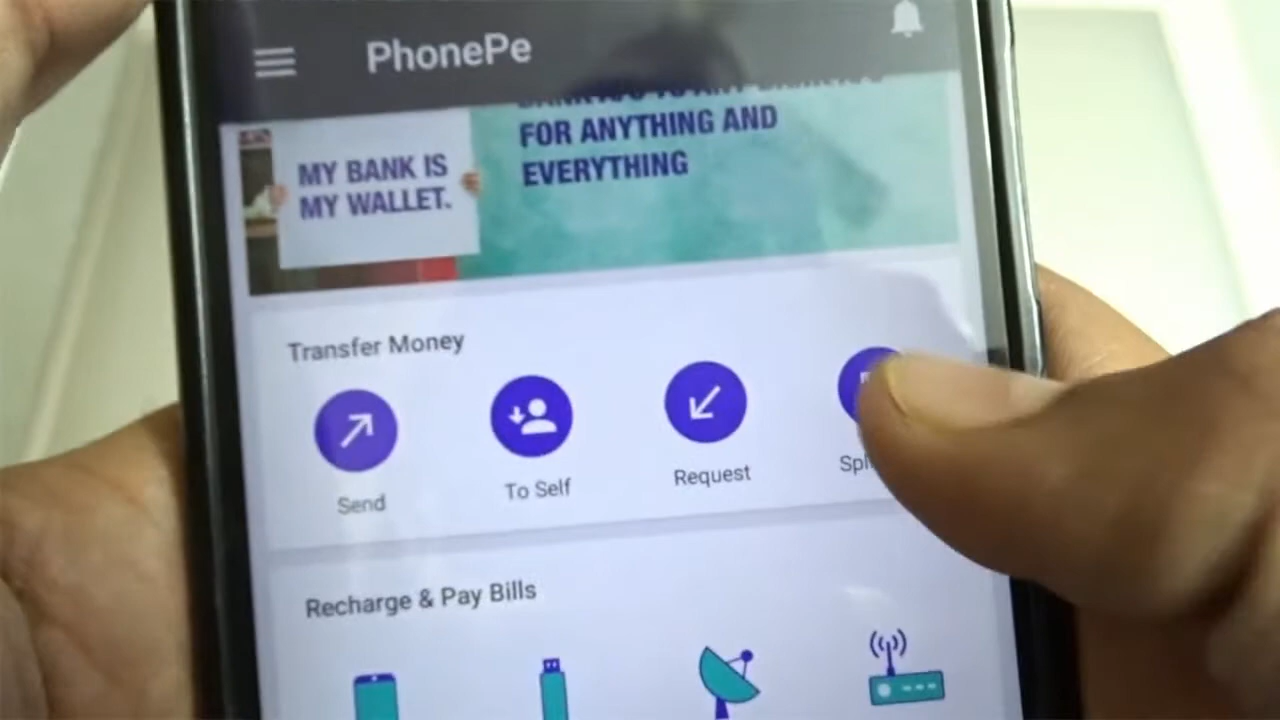 PhonePe
FOR ANYTHING AND
EVERYTHING
MY BANK IS
MY WALLET.
Transfer Money
Send
To Self
Request
Recharge & Pay Bills